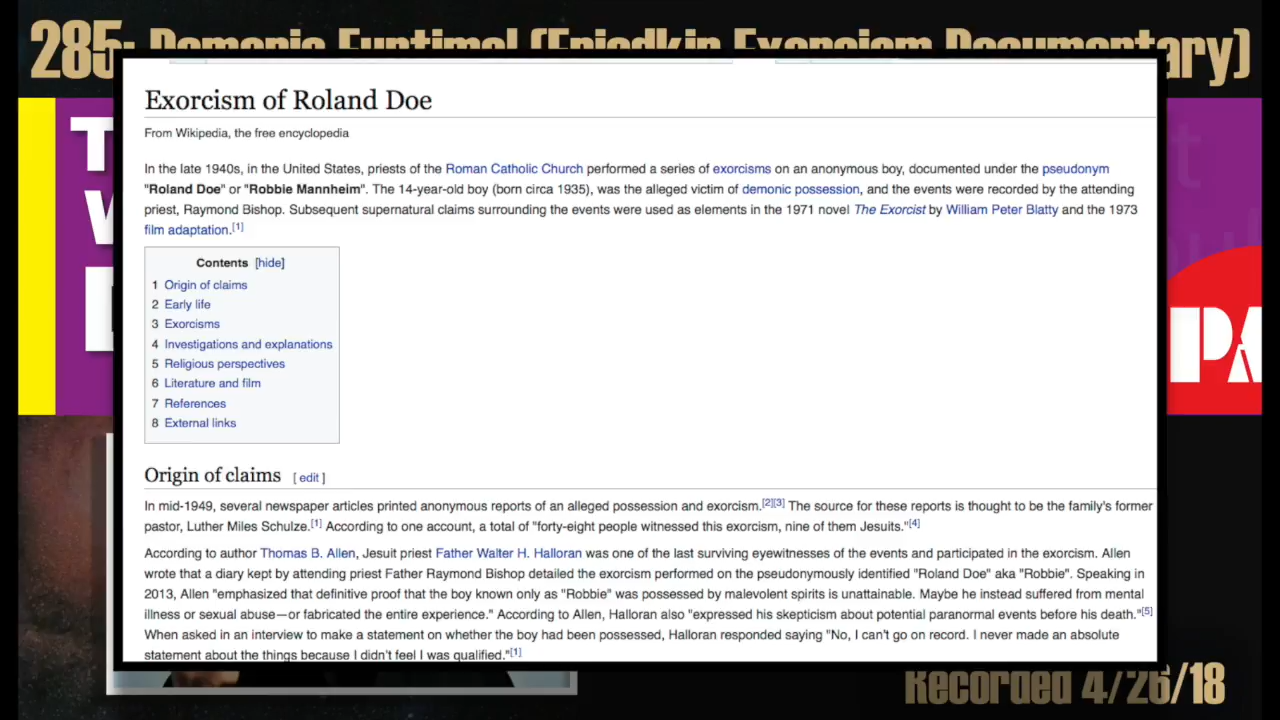 285: Demonic Funtime! (Friedkin Exorcism Documentary)
Exorcism of Roland Doe
From Wikipedia, the free encyclopedia
In the late 1940s, in the United States, priests of the Roman Catholic Church performed a series of exorcisms on an anonymous boy, documented under the pseudonym
"Roland Doe" or "Robbie Mannheim". The 14-year-old boy (born circa 1935), was the alleged victim of demonic possession, and the events were recorded by the attending
priest, Raymond Bishop. Subsequent supernatural claims surrounding the events were used as elements in the 1971 novel The Exorcist by William Peter Blatty and the 1973
film adaptation.[1]
Contents [hide]
1 Origin of claims
2 Early life
3 Exorcisms
4 Investigations and explanations
5 Religious perspectives
6 Literature and film
7 References
8 External links
Origin of claims [ edit ]
In mid-1949, several newspaper articles printed anonymous reports of an alleged possession and exorcism.[2][3] The source for these reports is thought to be the family's former
pastor, Luther Miles Schulze.[1] According to one account, a total of "forty-eight people witnessed this exorcism, nine of them Jesuits."[4]
According to author Thomas B. Allen, Jesuit priest Father Walter H. Halloran was one of the last surviving eyewitnesses of the events and participated in the exorcism. Allen
wrote that a diary kept by attending priest Father Raymond Bishop detailed the exorcism performed on the pseudonymously identified "Roland Doe" aka "Robbie". Speaking in
2013, Allen "emphasized that definitive proof that the boy known only as "Robbie" was possessed by malevolent spirits is unattainable. Maybe he instead suffered from mental
illness or sexual abuse—or fabricated the entire experience." According to Allen, Halloran also "expressed his skepticism about potential paranormal events before his death."[5]
When asked in an interview to make a statement on whether the boy had been possessed, Halloran responded saying "No, I can't go on record. I never made an absolute
statement about the things because I didn't feel I was qualified."[1]
Recorded 4/26/18